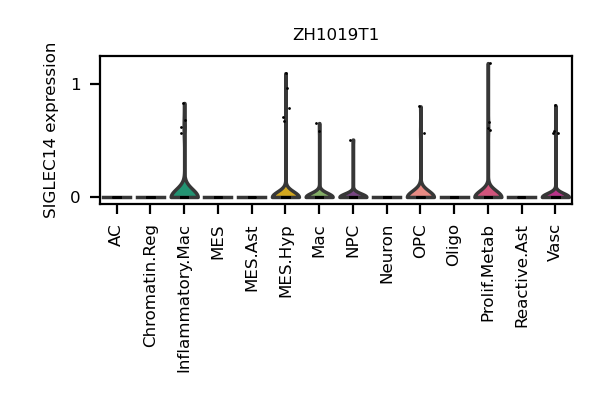 ZH1019T1
SIGLEC14 expression
1
0
AC
Chromatin.Reg
Inflammatory.Mac
MES
MES.Ast
MES.Hyp
Mac
NPC
Neuron
OPC
Oligo
Prolif.Metab
Reactive.Ast
Vasc